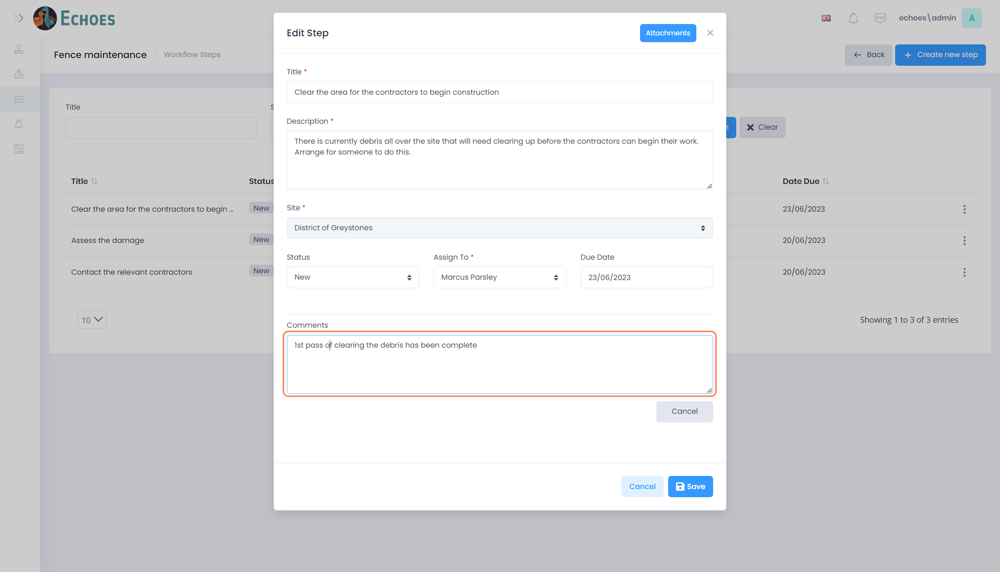 ECHOES
echoes\admin
A
Fence maintenance
Workflow Steps
Back
+ Create new step
Title
Clear
Title
Status
Date Due
Clear the area for the contractors to begin ...
New
23/06/2023
Assess the damage
New
20/06/2023
Contact the relevant contractors
New
20/06/2023
10
Showing 1 to 3 of 3 entries
Edit Step
Attachments
Title *
Clear the area for the contractors to begin construction
Description *
There is currently debris all over the site that will need clearing up before the contractors can begin their work.
Arrange for someone to do this.
Site *
District of Greystones
Status
Assign To *
Due Date
New
Marcus Parsley
23/06/2023
Comments
1st pass of clearing the debris has been complete
Cancel
Cancel
Save